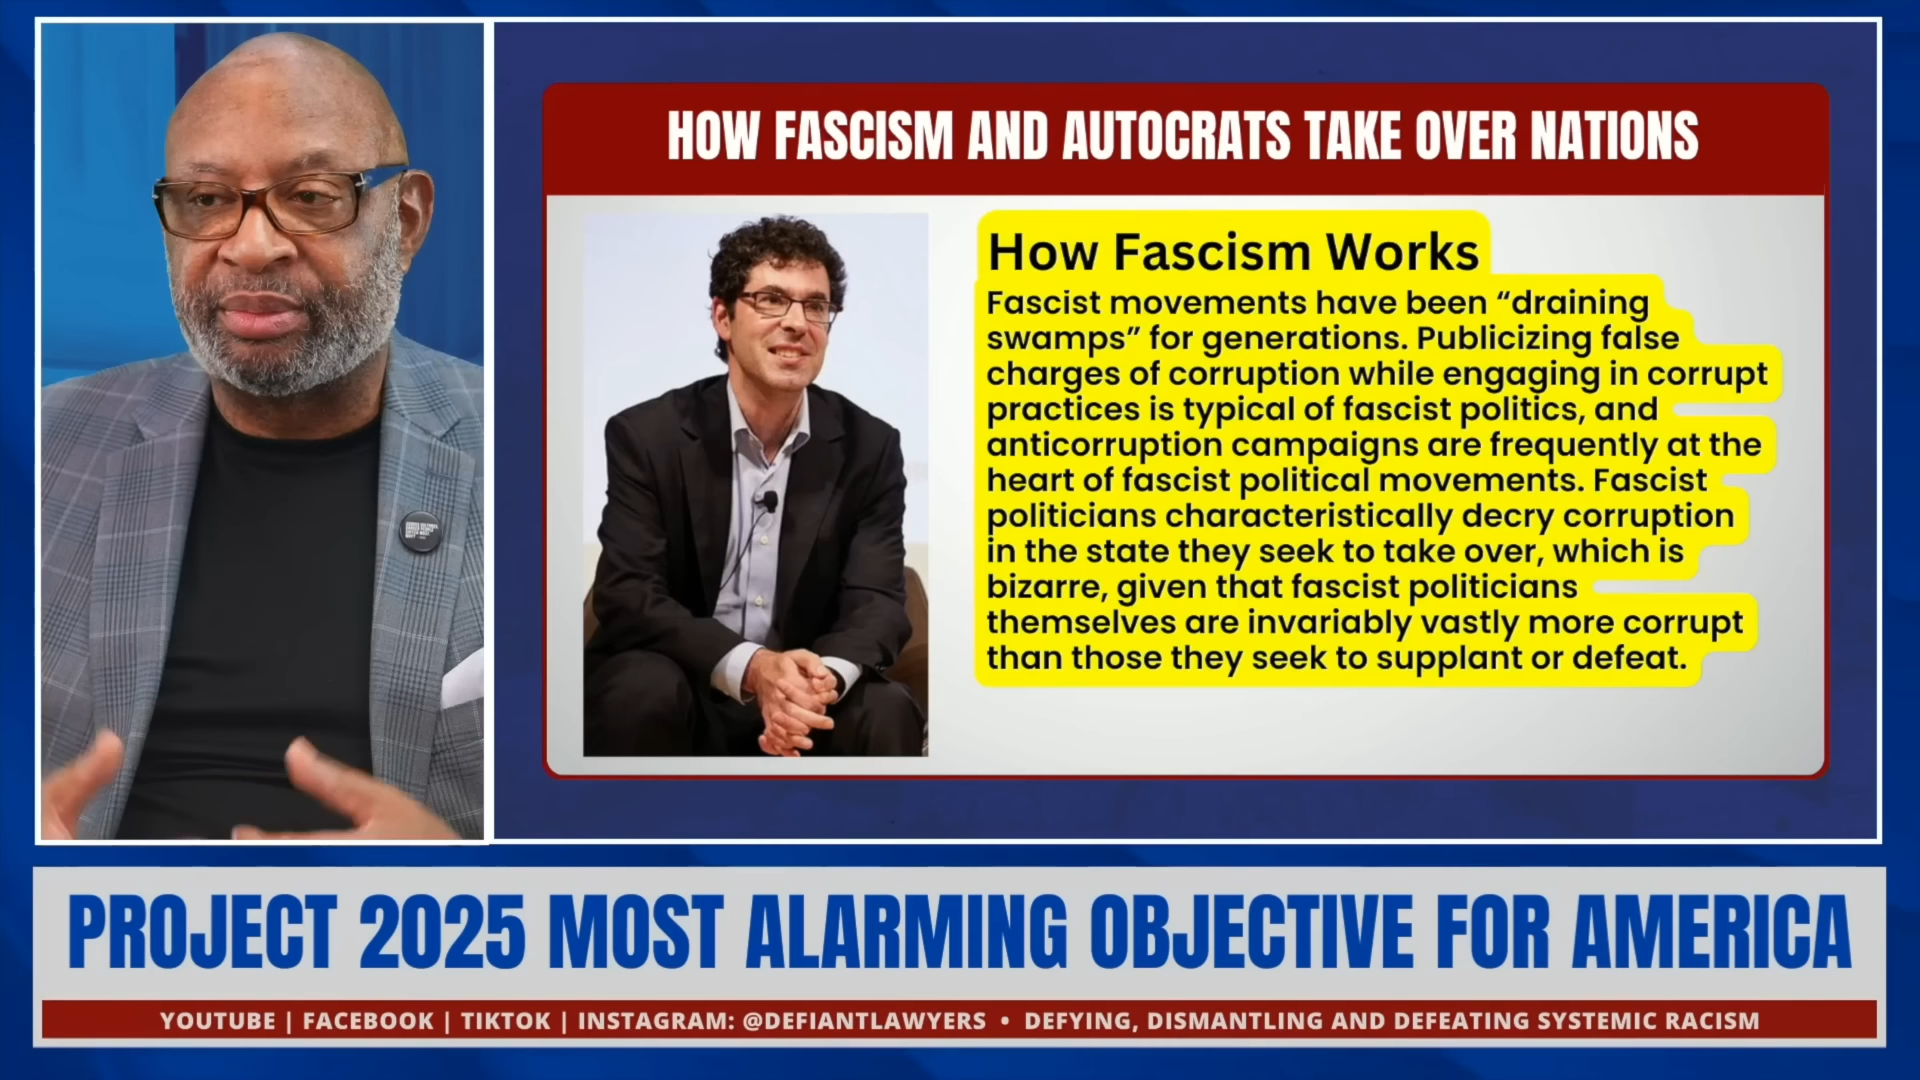 HOW FASCISM AND AUTOCRATS TAKE OVER NATIONS
How Fascism Works
Fascist movements have been “draining
swamps” for generations. Publicizing false
charges of corruption while engaging in corrupt
practices is typical of fascist politics, and
anticorruption campaigns are frequently at the
heart of fascist political movements. Fascist
politicians characteristically decry corruption
in the state they seek to take over, which is
bizarre, given that fascist politicians
themselves are invariably vastly more corrupt
than those they seek to supplant or defeat.
PROJECT 2025 MOST ALARMING OBJECTIVE FOR AMERICA
YOUTUBE | FACEBOOK | TIKTOK | INSTAGRAM: @DEFIANTLAWYERS • DEFYING, DISMANTLING AND DEFEATING SYSTEMIC RACISM